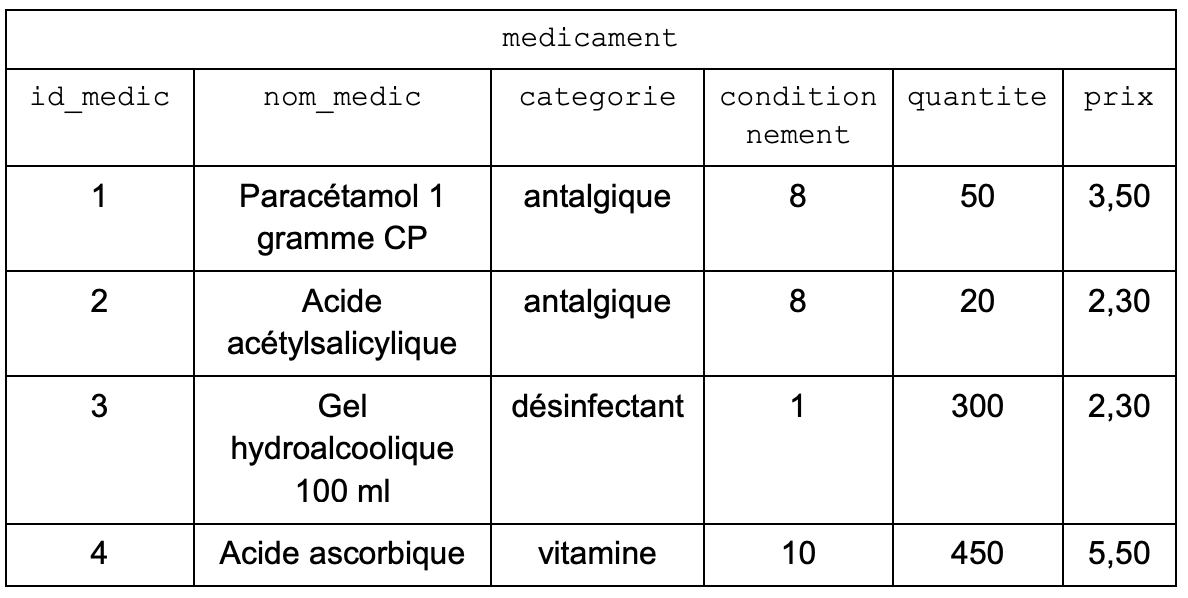 medicament
id_medic nom_medic categorie condition quantite prix
nement
1 Paracétamol 1 antalgique 8 50 3,50
gramme CP
2 Acide antalgique 8 20 2,30
acétylsalicylique
3 Gel désinfectant 1 300 2,30
hydroalcoolique
100 ml
4 Acide ascorbique vitamine 10 450 5,50